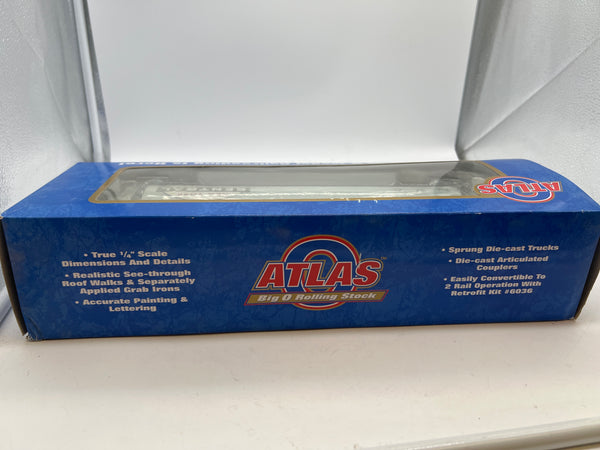 ATLAS
• True ¼" Scale
Dimensions And Details
• Realistic See-through
Roof Walks & Separately
Applied Grab Irons
• Accurate Painting &
Lettering
ATLAS™
Big O Rolling Stock
• Sprung Die-cast Trucks
• Die-cast Articulated
Couplers
• Easily Convertible To
2 Rail Operation With
Retrofit Kit #6036